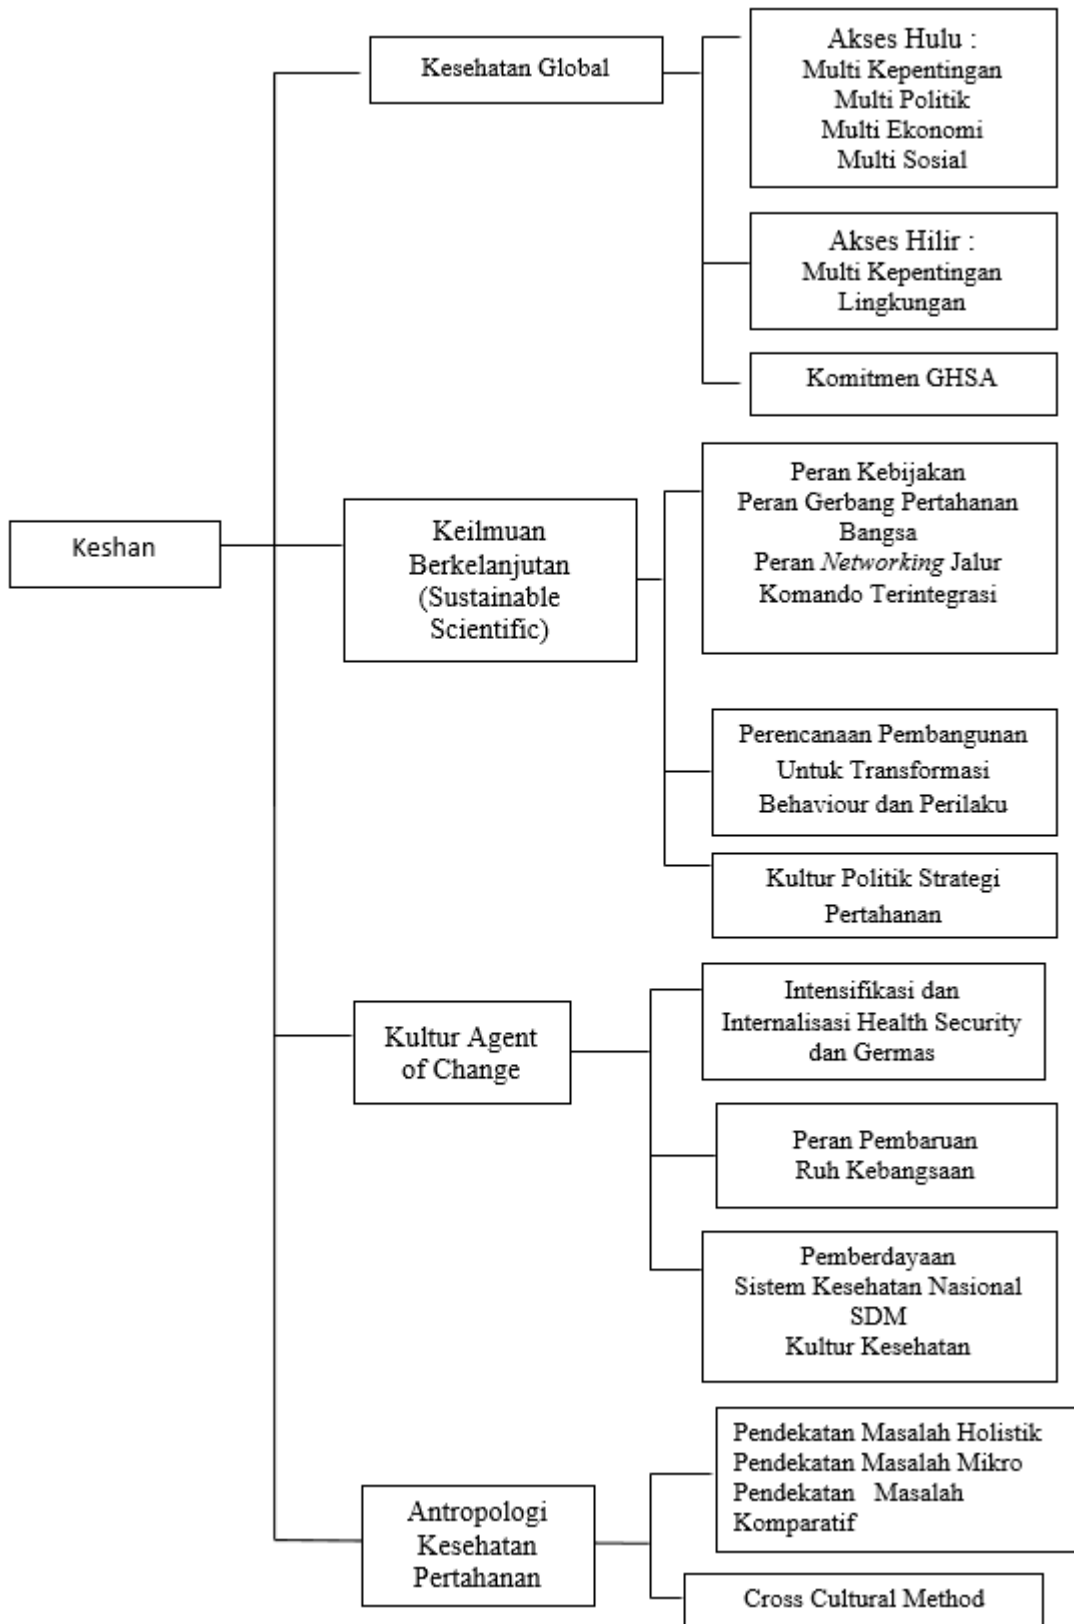 Kesehatan Global
Akses Hulu :
Multi Kepentingan
Multi Politik
Multi Ekonomi
Multi Sosial
Akses Hilir :
Multi Kepentingan
Lingkungan
Komitmen GHSA
Keshan
Keilmuan
Berkelanjutan
(Sustainable
Scientific)
Peran Kebijakan
Peran Gerbang Pertahanan
Bangsa
Peran Networking Jalur
Komando Terintegrasi
Perencanaan Pembangunan
Untuk Transformasi
Behaviour dan Perilaku
Kultur Politik Strategi
Pertahanan
Kultur Agent
of Change
Intensifikasi dan
Internalisasi Health Security
dan Germas
Peran Pembaruan
Ruh Kebangsaan
Pemberdayaan
Sistem Kesehatan Nasional
SDM
Kultur Kesehatan
Antropologi
Kesehatan
Pertahanan
Pendekatan Masalah Holistik
Pendekatan Masalah Mikro
Pendekatan Masalah
Komparatif
Cross Cultural Method